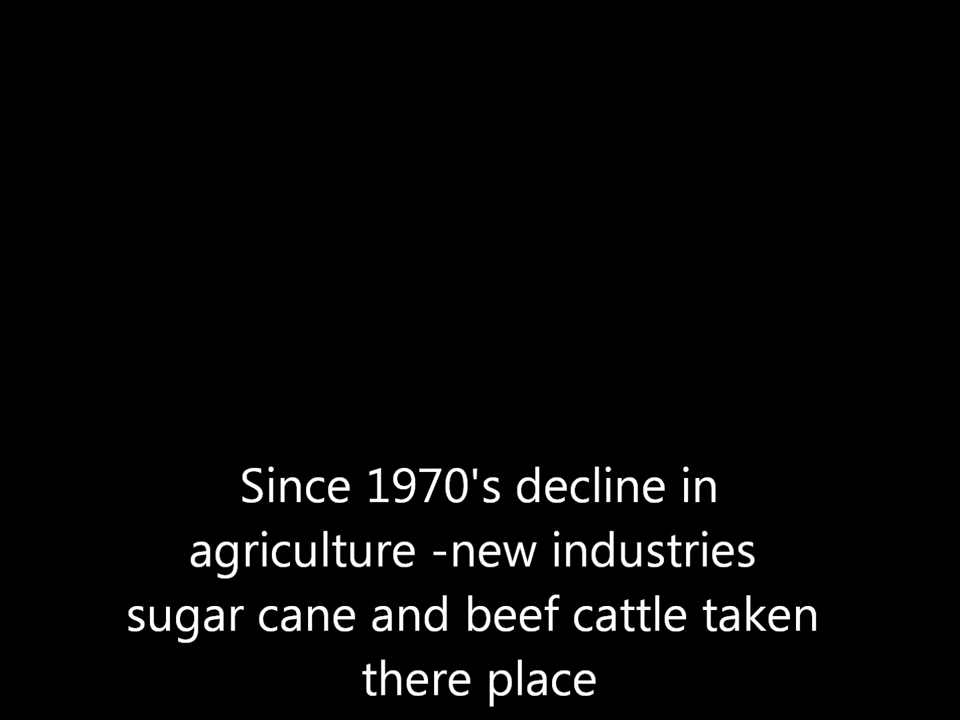 Since 1970's decline in
agriculture -new industries
sugar cane and beef cattle taken
there place